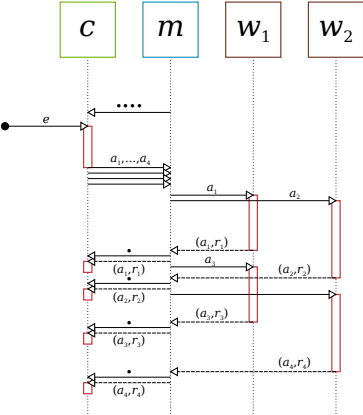 c m w₁ w₂
••••
e
a₁,...,a₄
a₁
a₂
(a₁,r₁)
•
a₃
(a₁,r₁) (a₂,r₂)
•
(a₂,r₂)
(a₃,r₃)
•
(a₃,r₃)
(a₄,r₄)
•
(a₄,r₄)